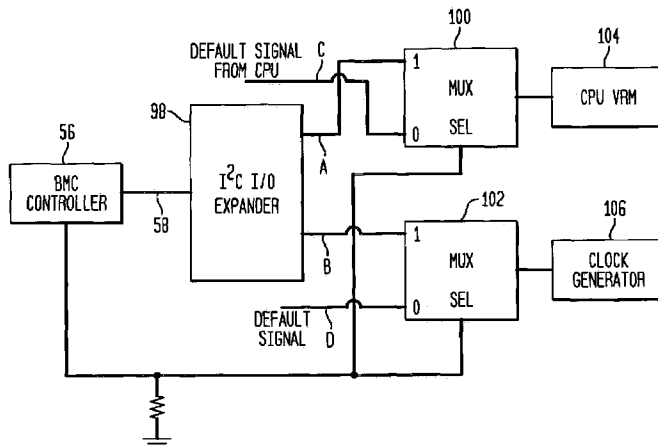 100
104
DEFAULT SIGNAL C
FROM CPU
1
MUX
CPU VRM
98
0
SEL
56
A
I²C I/O
EXPANDER
BMC
CONTROLLER
58
102
106
1
B
MUX
CLOCK
GENERATOR
0
SEL
DEFAULT
SIGNAL D